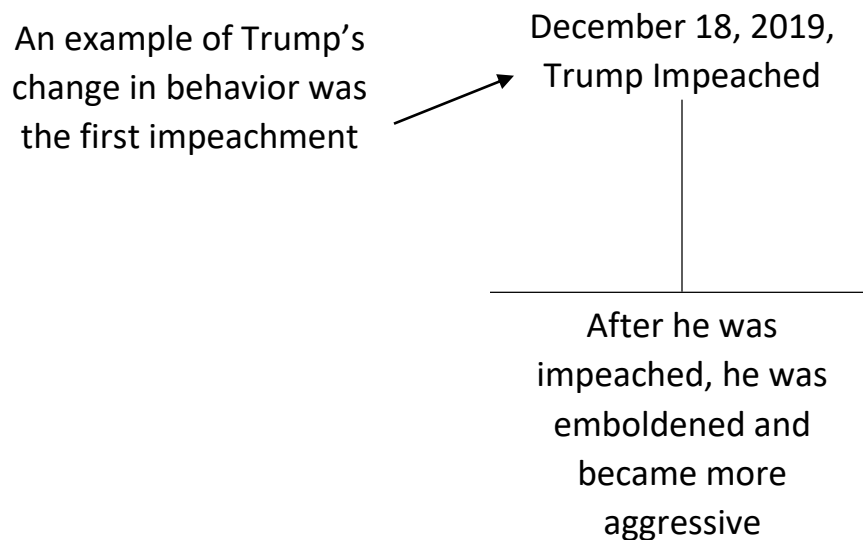 An example of Trump’s
change in behavior was
the first impeachment
December 18, 2019,
Trump Impeached
After he was
impeached, he was
emboldened and
became more
aggressive